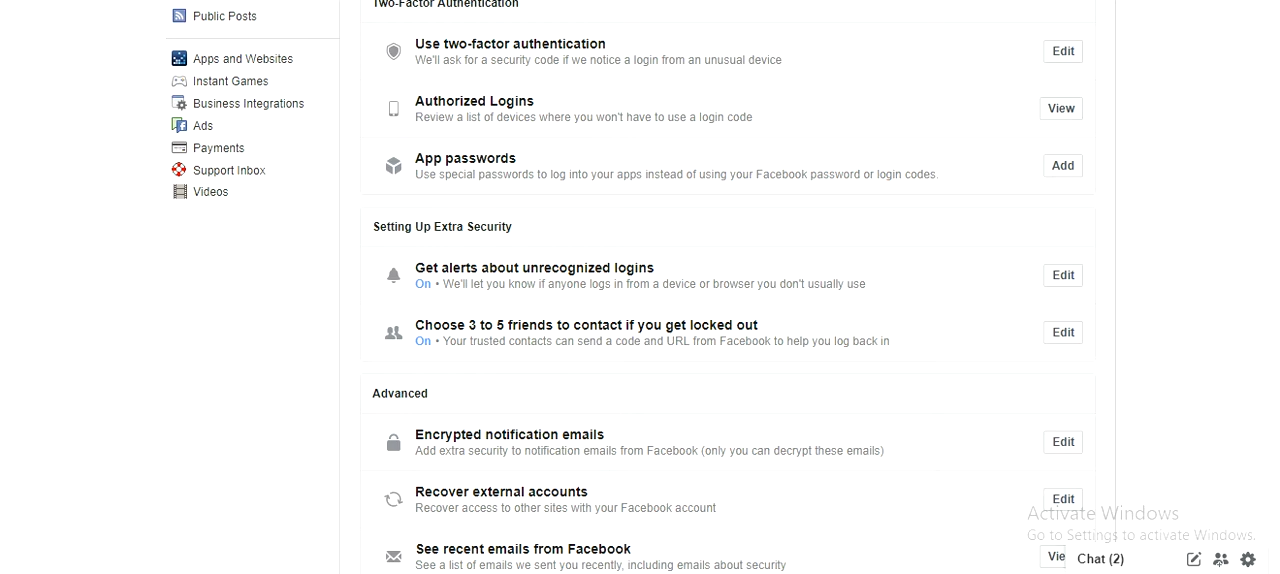 Public Posts
Apps and Websites
Instant Games
Business Integrations
Ads
Payments
Support Inbox
Videos
Two-Factor Authentication
Use two-factor authentication
We'll ask for a security code if we notice a login from an unusual device
Edit
Authorized Logins
Review a list of devices where you won't have to use a login code
View
App passwords
Use special passwords to log into your apps instead of using your Facebook password or login codes.
Add
Setting Up Extra Security
Get alerts about unrecognized logins
On • We'll let you know if anyone logs in from a device or browser you don't usually use
Edit
Choose 3 to 5 friends to contact if you get locked out
On • Your trusted contacts can send a code and URL from Facebook to help you log back in
Edit
Advanced
Encrypted notification emails
Add extra security to notification emails from Facebook (only you can decrypt these emails)
Edit
Recover external accounts
Recover access to other sites with your Facebook account
Edit
See recent emails from Facebook
See a list of emails we sent you recently, including emails about security
Vie
Activate Windows
Go to Settings to activate Windows.
Chat (2)